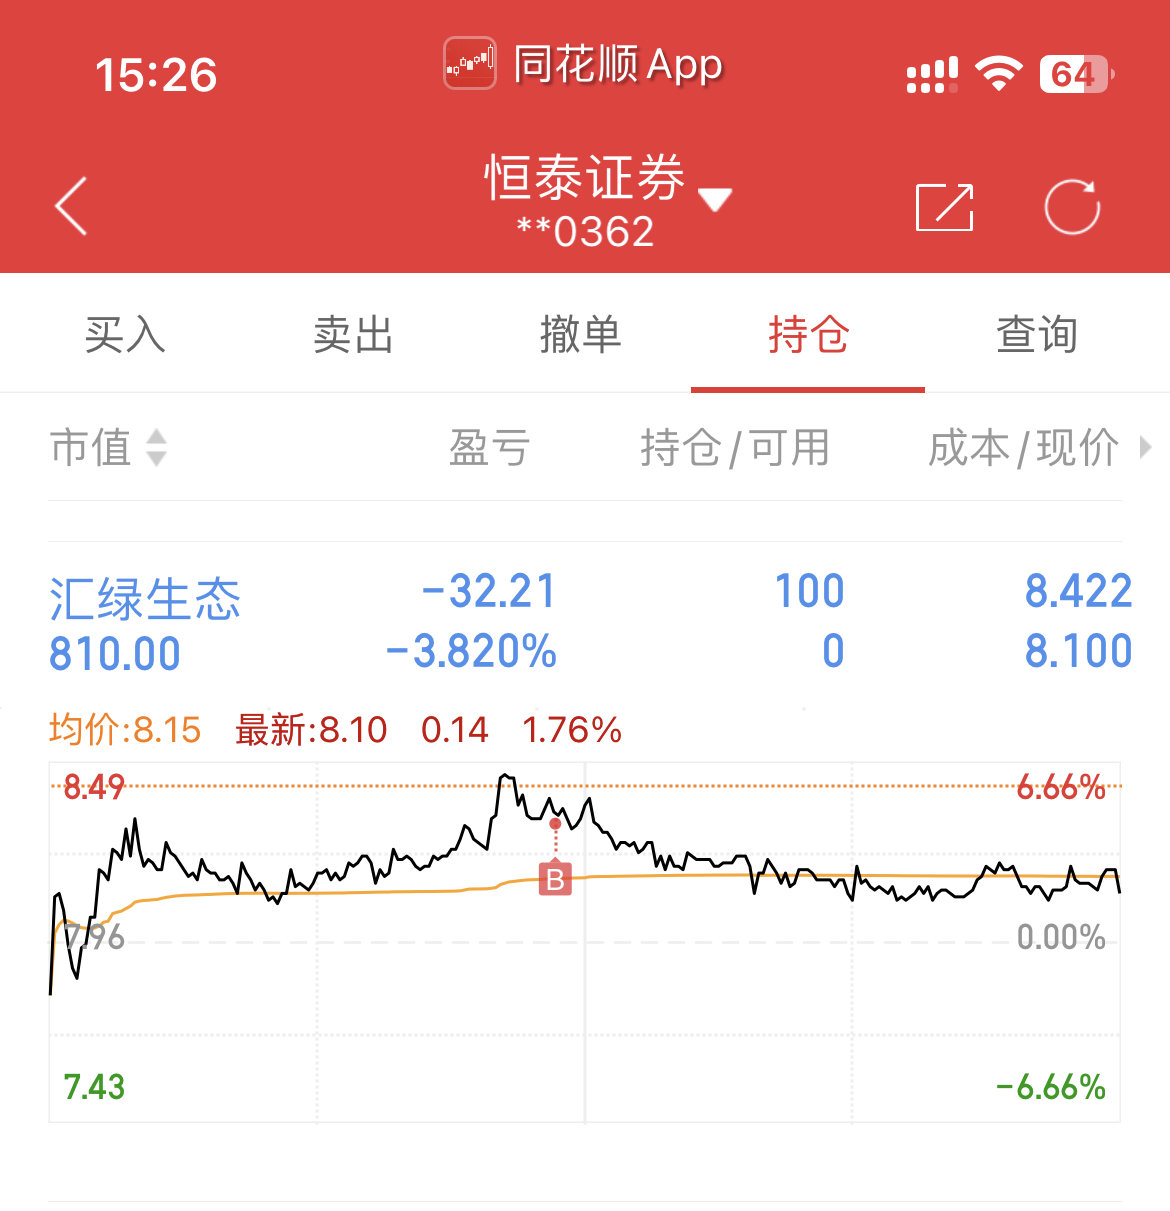 15:26 同花顺 App 64
恒泰证券
**0362
买入 卖出 撤单 持仓 查询
市值 盈亏 持仓/可用 成本/现价
汇绿生态 -32.21 100 8.422
810.00 -3.820% 0 8.100
均价:8.15 最新:8.10 0.14 1.76%
8.49 6.66%
B
7.96 0.00%
7.43 -6.66%